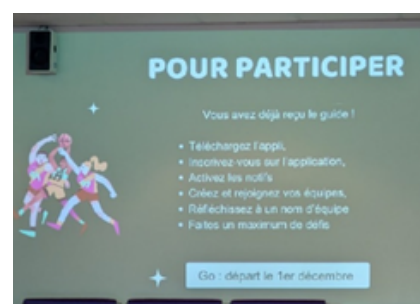 POUR PARTICIPER
Vous avez déjà reçu le guide !
• Téléchargez l'appli,
• Inscrivez-vous sur l'application,
• Activez les notifs
• Créez et rejoignez vos équipes,
• Réfléchissez à un nom d'équipe
• Faites un maximum de défis
Go : départ le 1er décembre